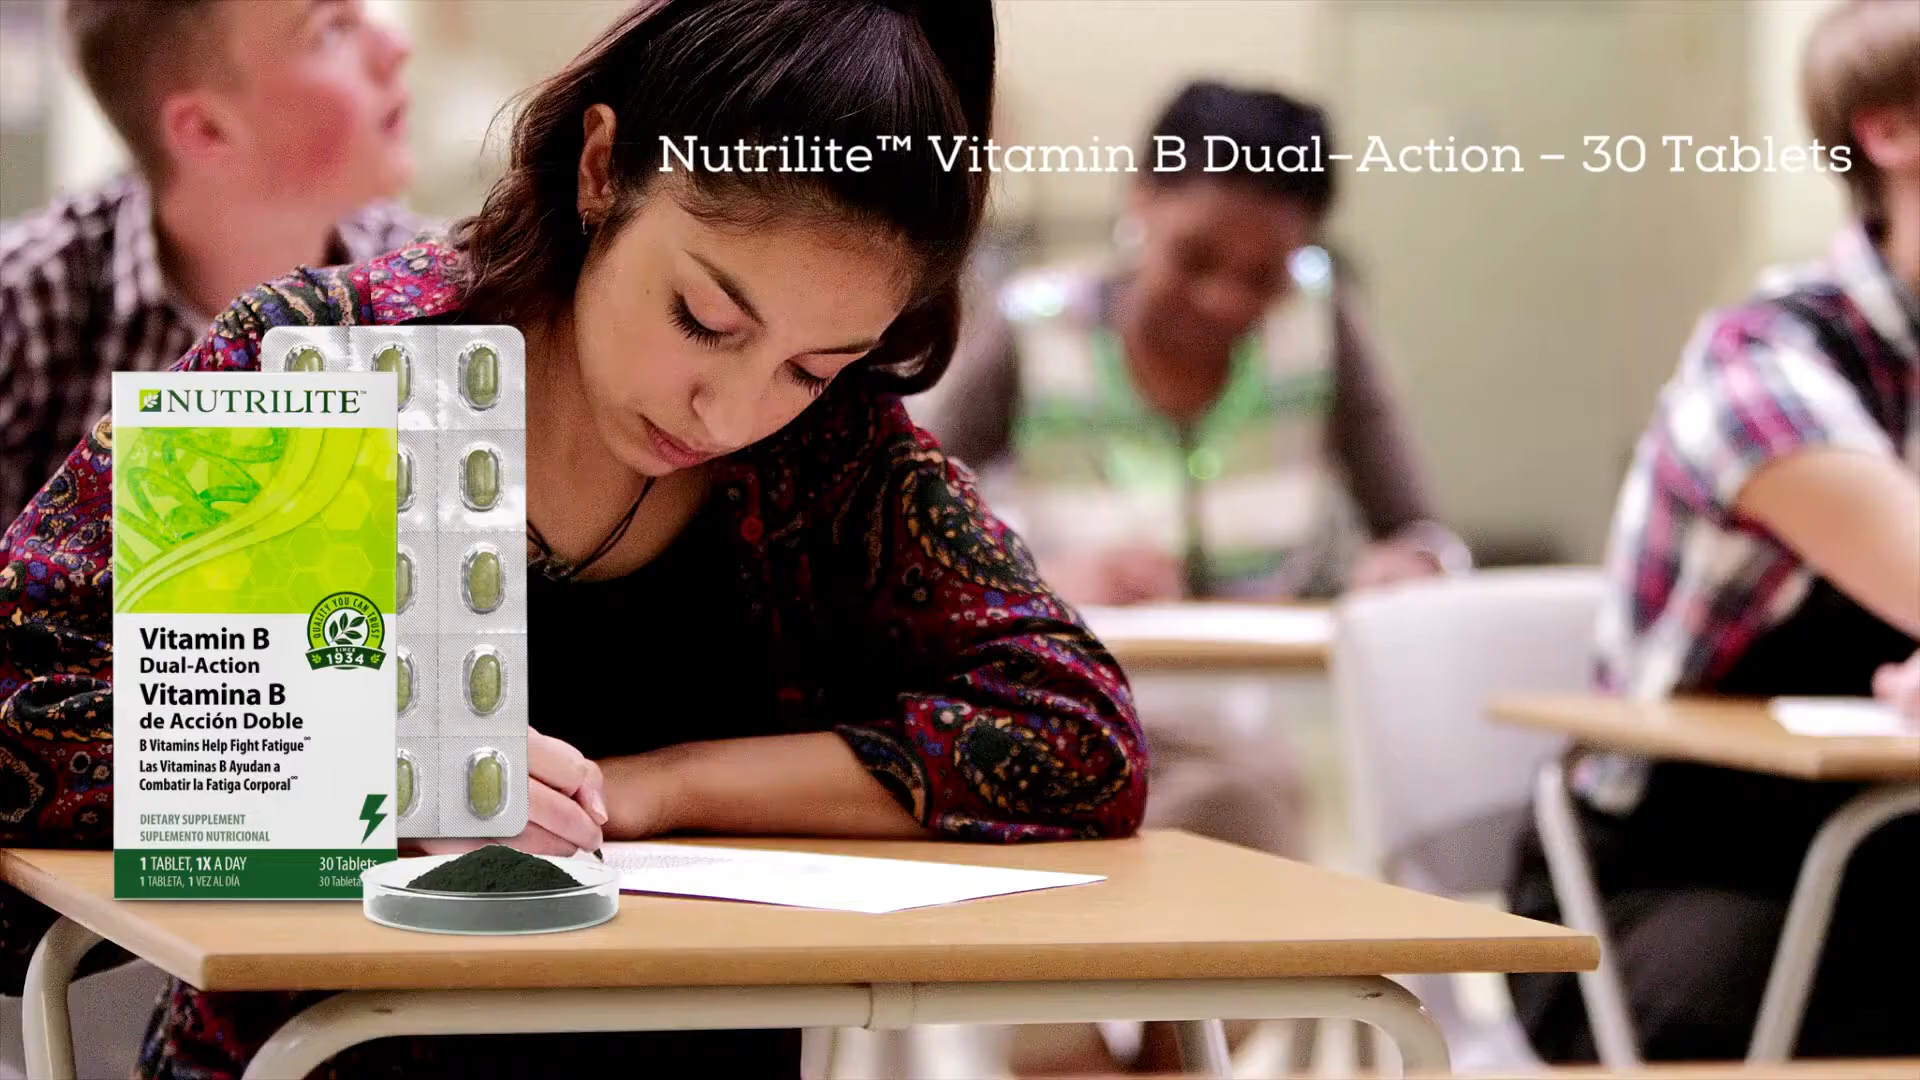 Nutrilite™ Vitamin B Dual-Action - 30 Tablets
NUTRILITE™
QUALITY YOU CAN TRUST
SINCE
1934
Vitamin B
Dual-Action
Vitamina B
de Acción Doble
B Vitamins Help Fight Fatigue∞
Las Vitaminas B Ayudan a
Combatir la Fatiga Corporal∞
DIETARY SUPPLEMENT
SUPLEMENTO NUTRICIONAL
1 TABLET, 1X A DAY
30 Tablets
1 TABLETA, 1 VEZ AL DÍA
30 Tabletas